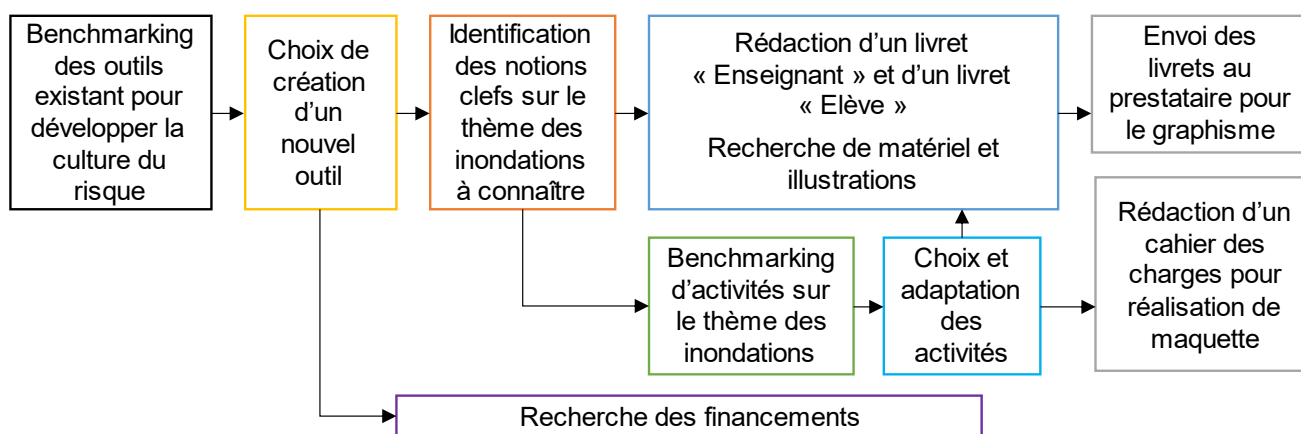 Benchmarking
des outils
existant pour
développer la
culture du
risque
Choix de
création
d'un
nouvel
outil
Identification
des notions
clefs sur le
thème des
inondations
à connaître
Rédaction d'un livret
« Enseignant » et d'un livret
« Elève »
Recherche de matériel et
illustrations
Envoi des
livrets au
prestataire pour
le graphisme
Benchmarking
d'activités sur
le thème des
inondations
Choix et
adaptation
des
activités
Rédaction d'un
cahier des
charges pour
réalisation de
maquette
Recherche des financements